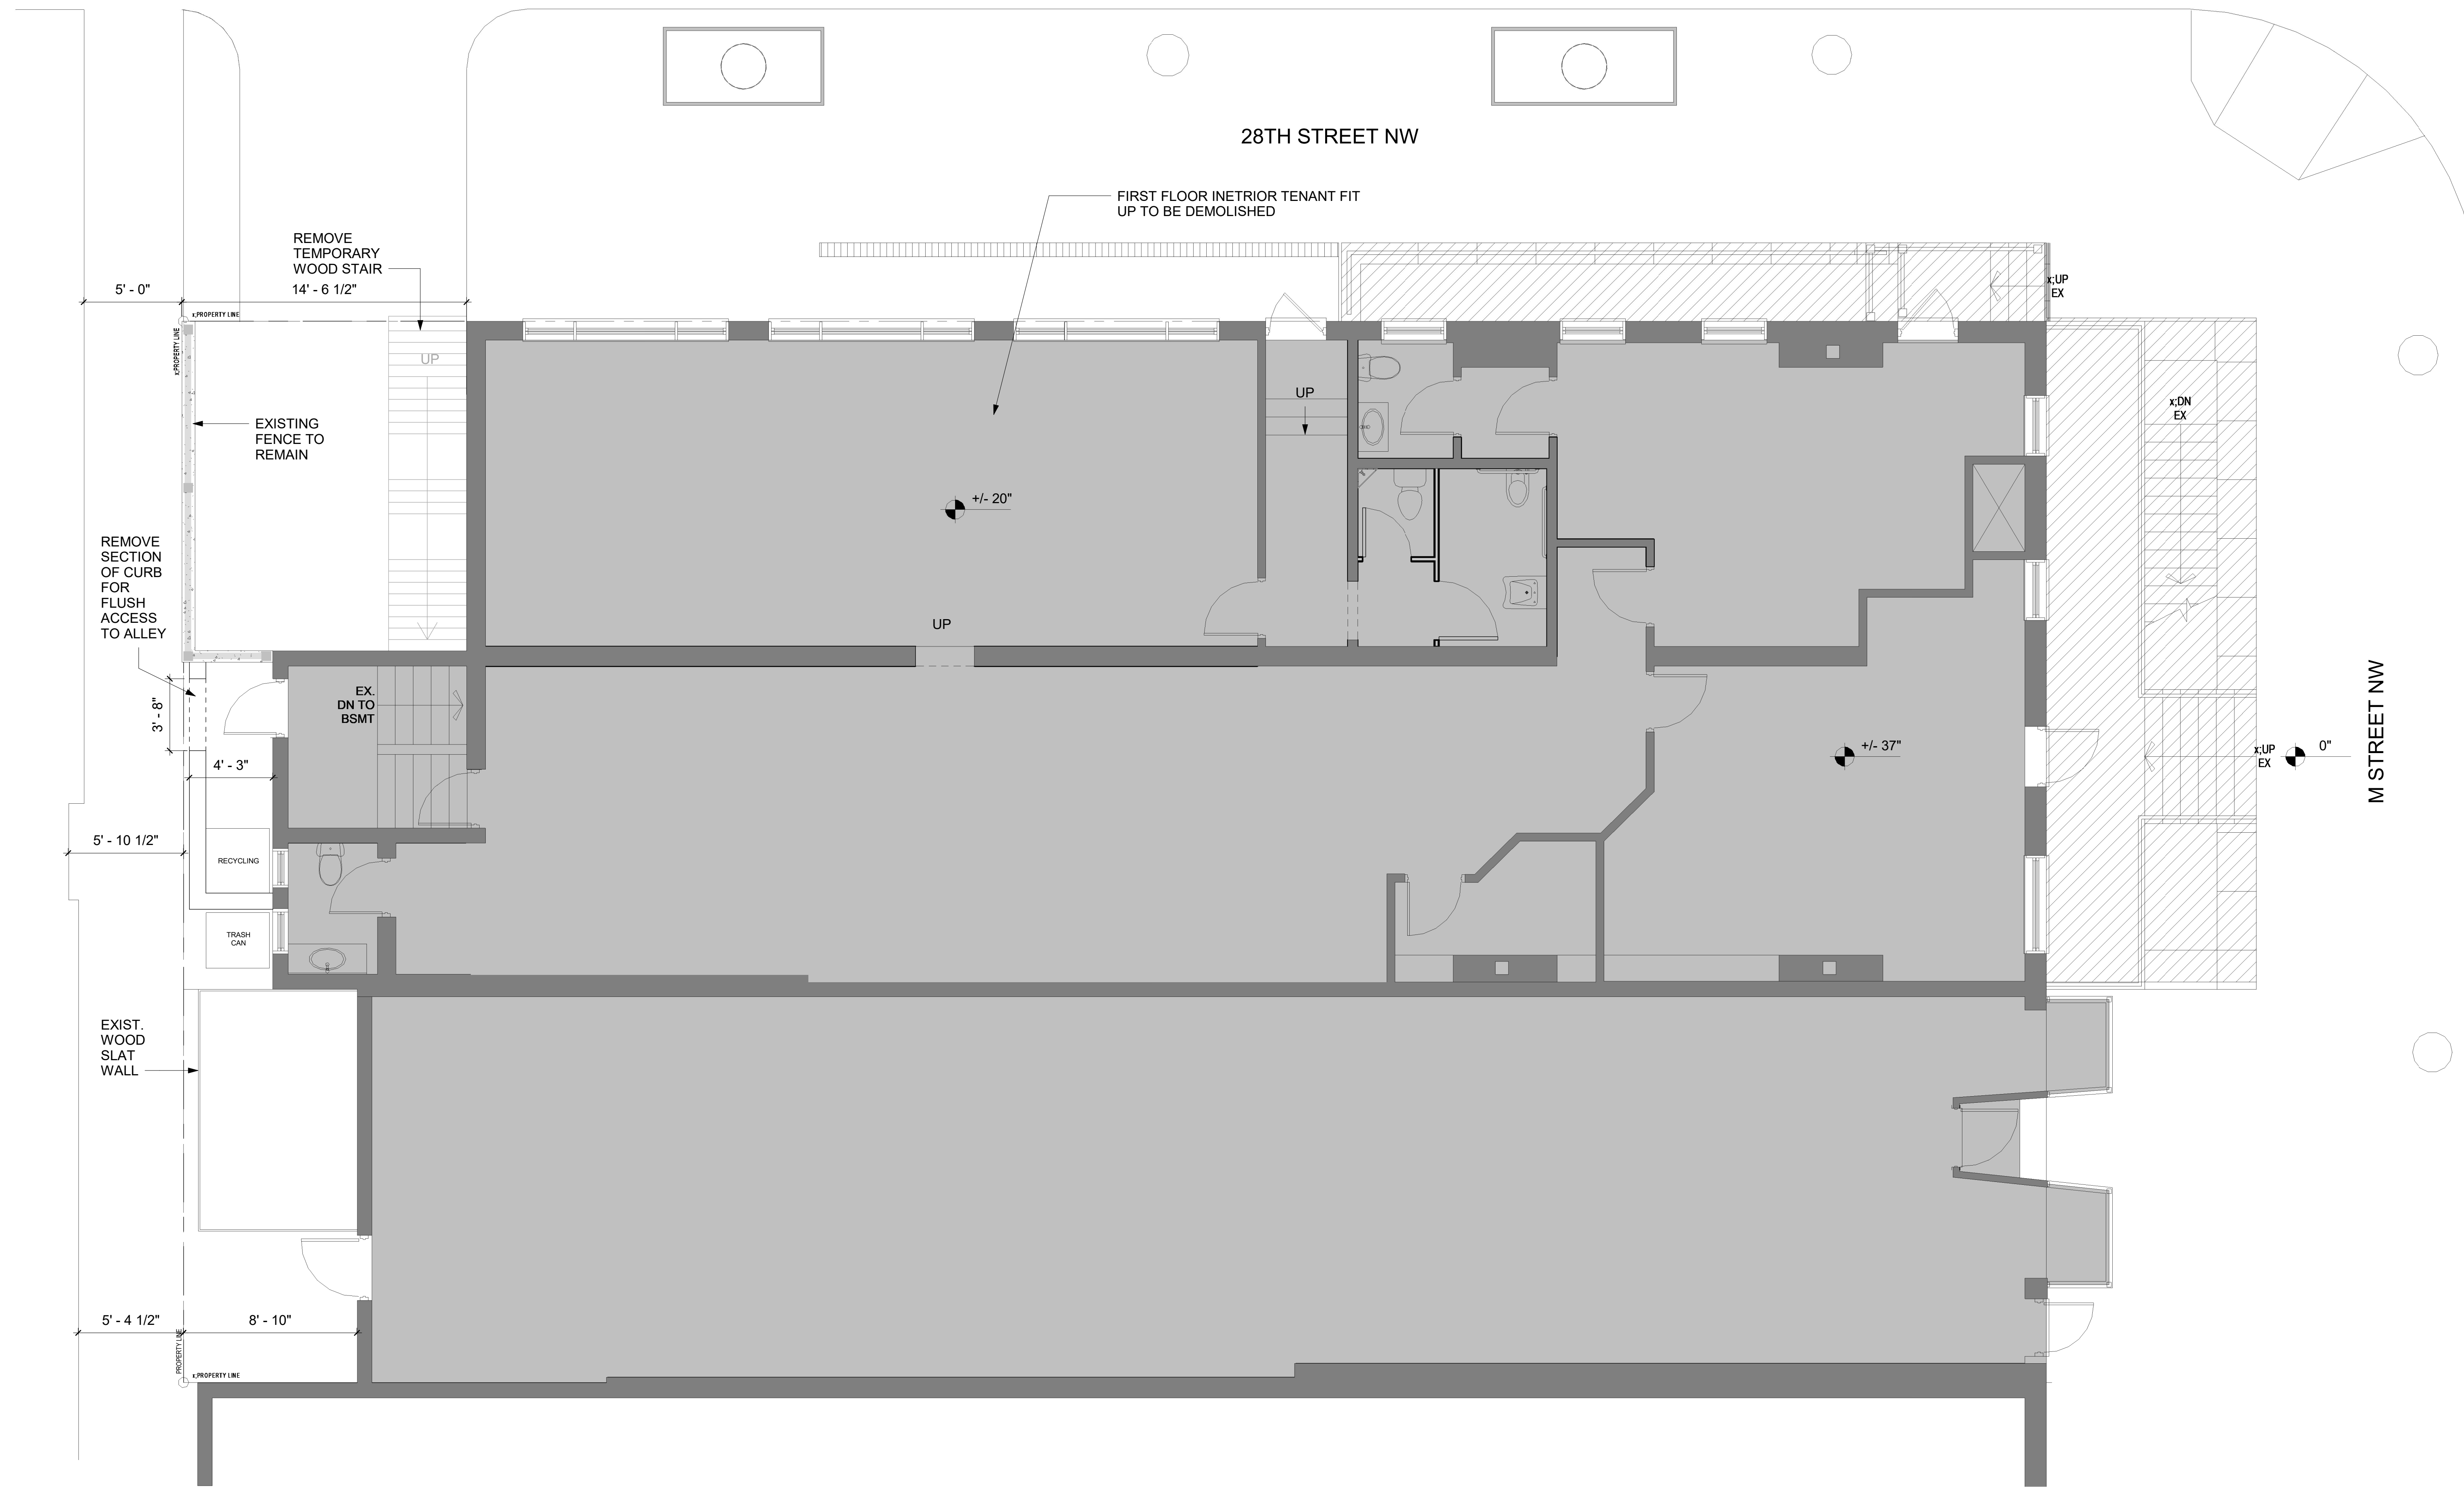 28TH STREET NW
FIRST FLOOR INETRIOR TENANT FIT
UP TO BE DEMOLISHED
REMOVE
TEMPORARY
WOOD STAIR
5' - 0"
14' - 6 1/2"
x;PROPERTY LINE
x;PROPERTY LINE
UP
x;UP
EX
EXISTING
FENCE TO
REMAIN
UP
x;DN
EX
+/- 20"
REMOVE
SECTION
OF CURB
FOR
FLUSH
ACCESS
TO ALLEY
UP
EX.
DN TO
BSMT
3' - 8"
4' - 3"
+/- 37"
x;UP
EX
0"
M STREET NW
5' - 10 1/2"
RECYCLING
TRASH
CAN
EXIST.
WOOD
SLAT
WALL
5' - 4 1/2"
8' - 10"
PROPERTY LINE
x;PROPERTY LINE